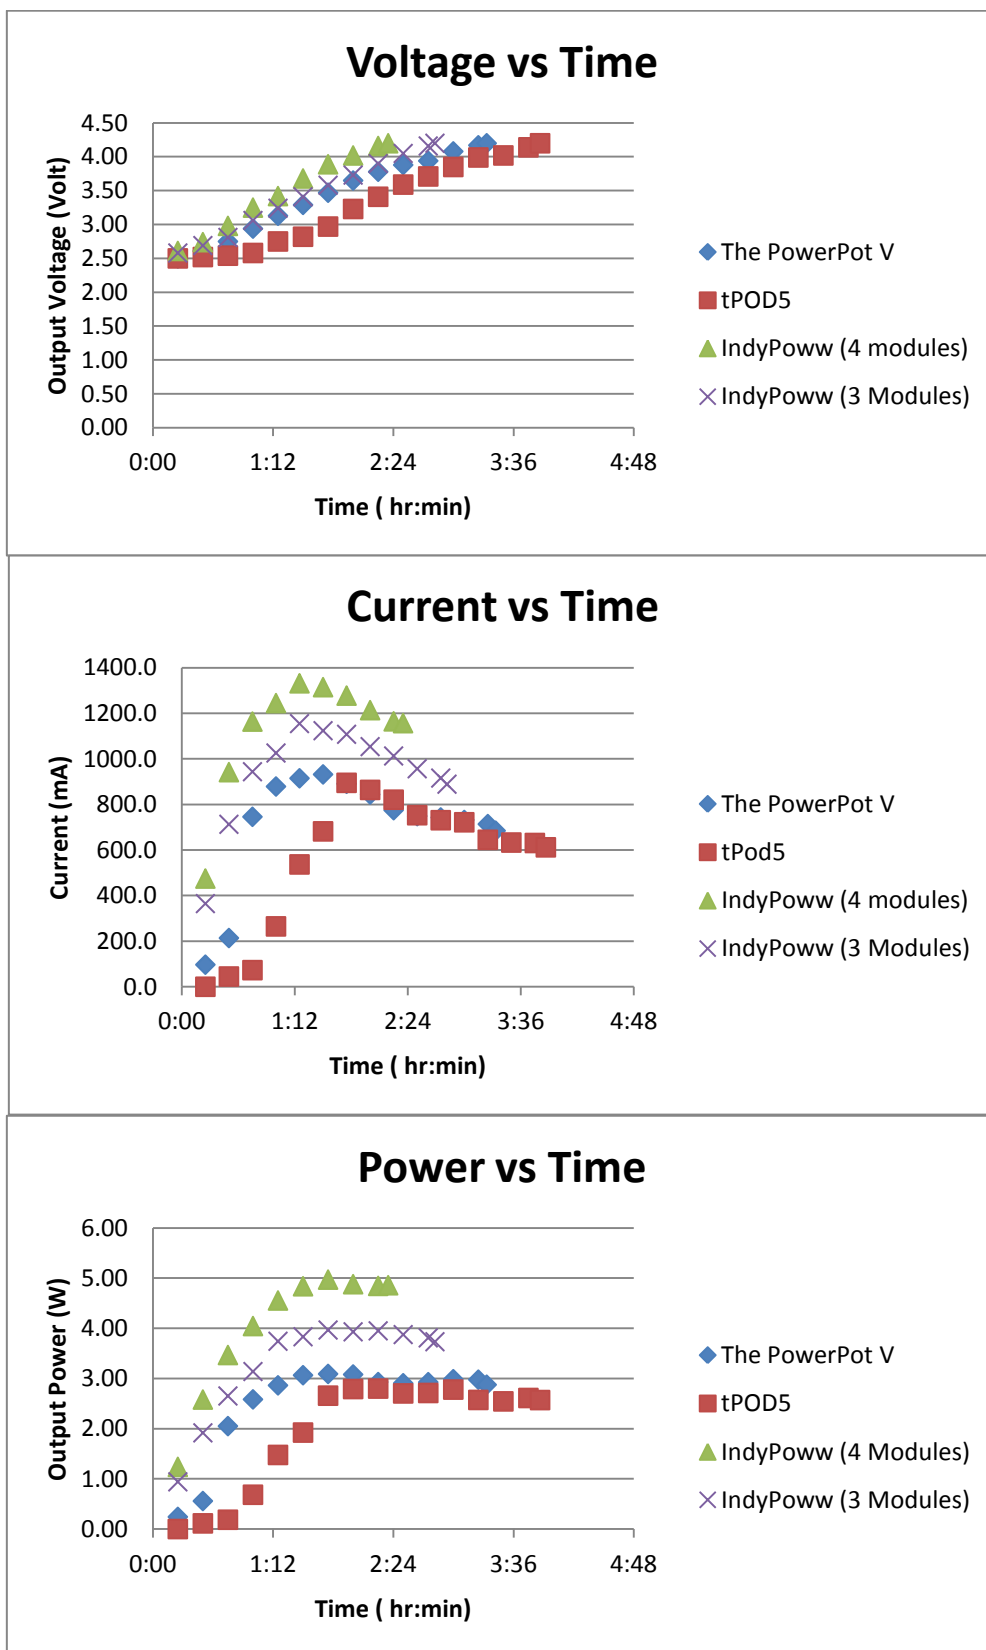 Voltage vs Time
4.50
4.00
3.50
3.00
2.50
2.00
1.50
1.00
0.50
0.00
Output Voltage (Volt)
0:00 1:12 2:24 3:36 4:48
Time ( hr:min)
The PowerPot V
tPOD5
IndyPoww (4 modules)
IndyPoww (3 Modules)
Current vs Time
1400.0
1200.0
1000.0
800.0
600.0
400.0
200.0
0.0
Current (mA)
0:00 1:12 2:24 3:36 4:48
Time ( hr:min)
The PowerPot V
tPod5
IndyPoww (4 modules)
IndyPoww (3 Modules)
Power vs Time
6.00
5.00
4.00
3.00
2.00
1.00
0.00
Output Power (W)
0:00 1:12 2:24 3:36 4:48
Time ( hr:min)
The PowerPot V
tPOD5
IndyPoww (4 Modules)
IndyPoww (3 Modules)